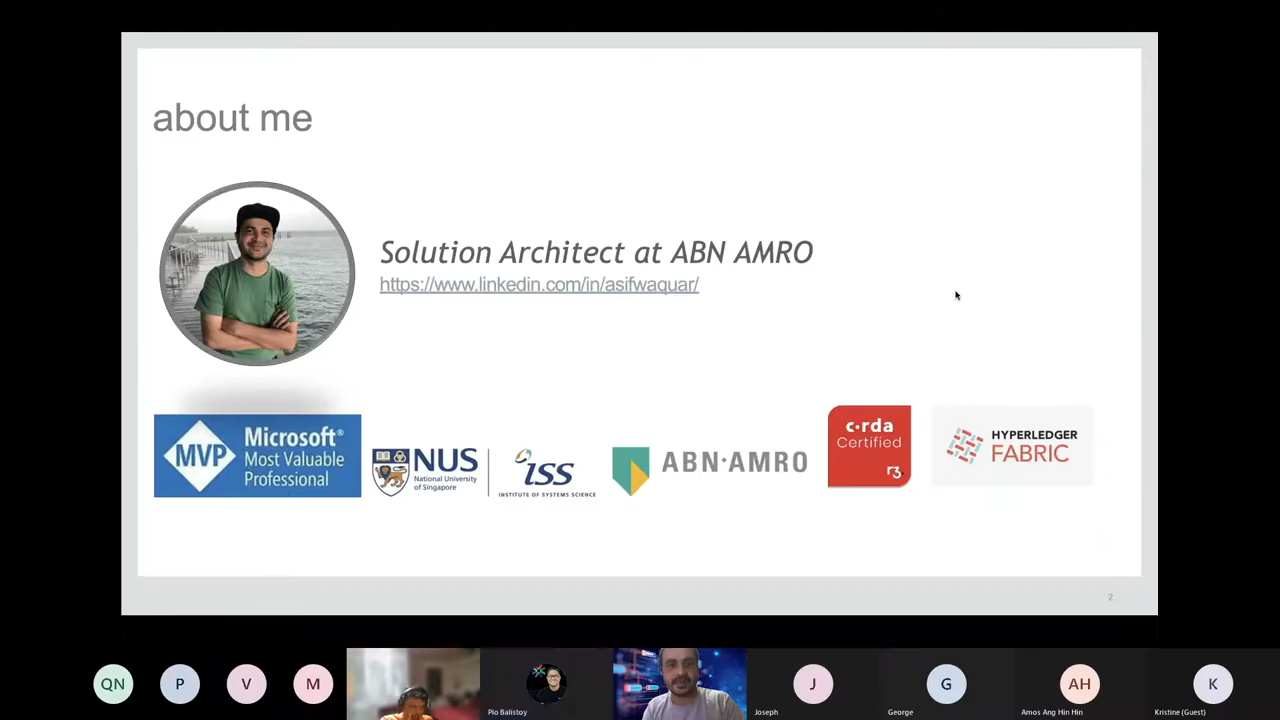 about me
Solution Architect at ABN AMRO
https://www.linkedin.com/in/asifwaquar/
MVP
Microsoft®
Most Valuable
Professional
NUS
National University
of Singapore
iss
INSTITUTE OF SYSTEMS SCIENCE
ABN·AMRO
c·rda
Certified
r3.
HYPERLEDGER
FABRIC
2
QN
P
V
M
Pio Balistoy
J
Joseph
G
George
AH
Amos Ang Hin Hin
K
Kristine (Guest)